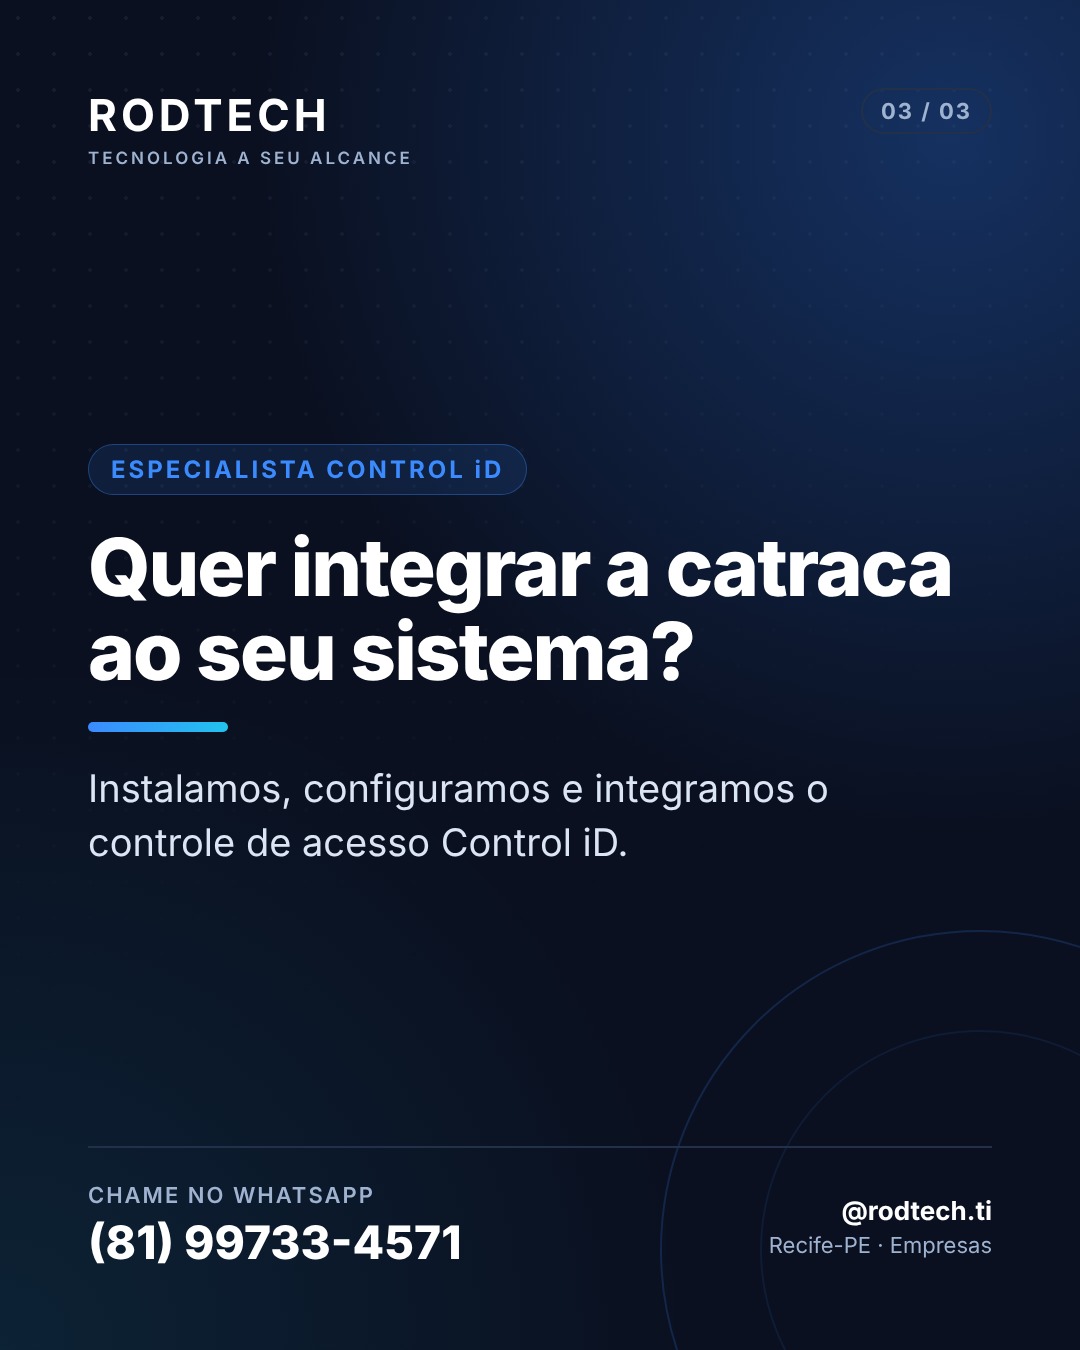 RODTECH
TECNOLOGIA A SEU ALCANCE
03 / 03
ESPECIALISTA CONTROL iD
Quer integrar a catraca
ao seu sistema?
Instalamos, configuramos e integramos o
controle de acesso Control iD.
CHAME NO WHATSAPP
(81) 99733-4571
@rodtech.ti
Recife-PE · Empresas